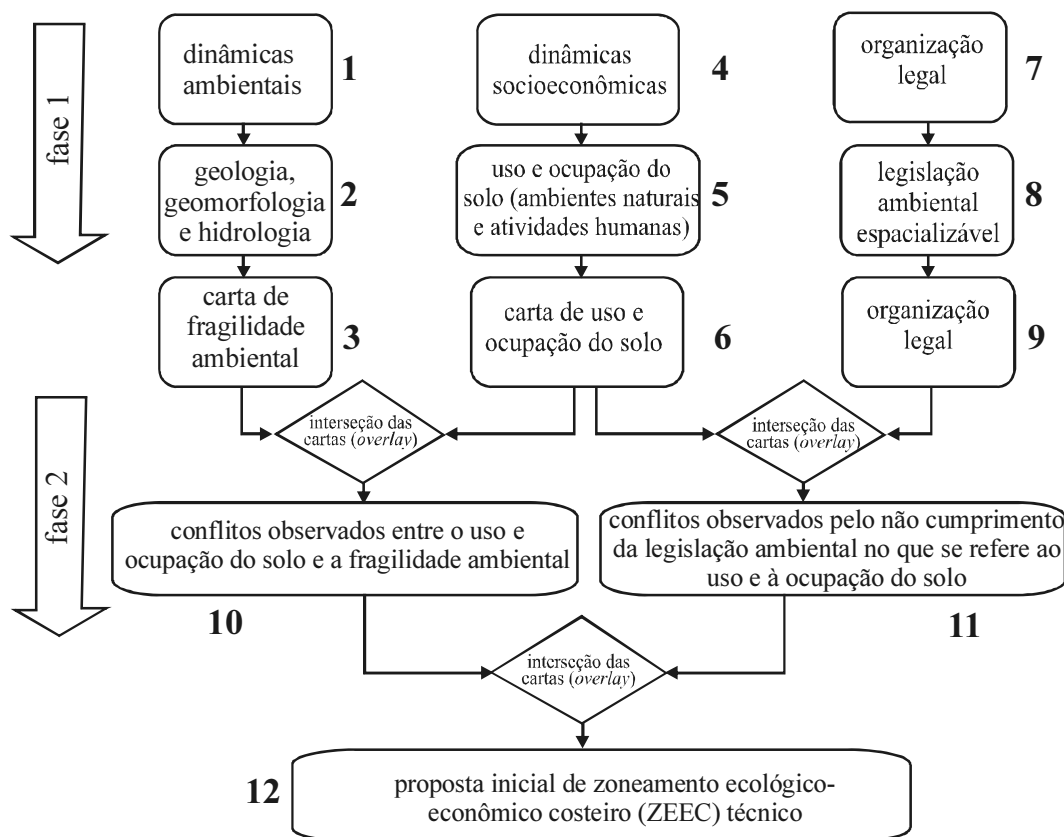 fase 1
dinâmicas
ambientais
1
geologia,
geomorfologia
e hidrologia
2
carta de
fragilidade
ambiental
3
dinâmicas
socioeconômicas
4
uso e ocupação do
solo (ambientes naturais
e atividades humanas)
5
carta de uso e
ocupação do solo
6
organização
legal
7
legislação
ambiental
espacializável
8
organização
legal
9
fase 2
interseção das
cartas (overlay)
interseção das
cartas (overlay)
conflitos observados entre o uso e
ocupação do solo e a fragilidade ambiental
10
conflitos observados pelo não cumprimento
da legislação ambiental no que se refere ao
uso e à ocupação do solo
11
interseção das
cartas (overlay)
12
proposta inicial de zoneamento ecológico-
econômico costeiro (ZEEC) técnico